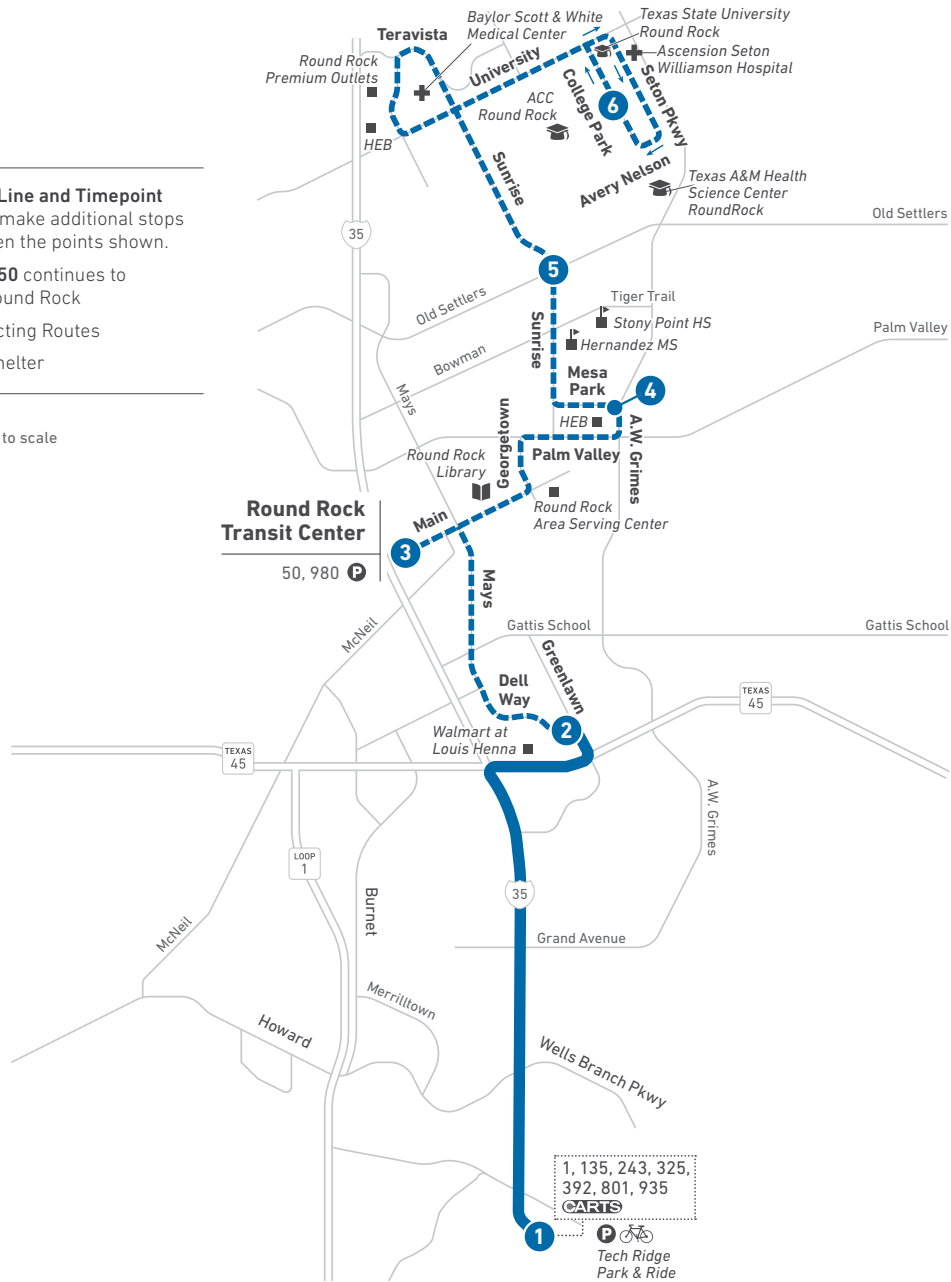 Baylor Scott & White
Medical Center
Texas State University
Round Rock
Teravista
Ascension Seton
Williamson Hospital
Round Rock
Premium Outlets
University
College Park
Seton Pkwy
6
ACC
Round Rock
HEB
Sunrise
Avery Nelson
Texas A&M Health
Science Center
RoundRock
Line and Timepoint
make additional stops
en the points shown.
50 continues to
ound Rock
cting Routes
helter
to scale
35
Old Settlers
5
Old Settlers
Tiger Trail
Stony Point HS
Sunrise
Hernandez MS
Palm Valley
Bowman
Mesa
Park
4
Mays
HEB
A.W. Grimes
Georgetown
Palm Valley
Round Rock
Library
Round Rock
Area Serving Center
Round Rock
Transit Center
Main
3
50, 980 P
Mays
McNeil
Gattis School
Gattis School
Greenlawn
Dell
Way
2
TEXAS
45
Walmart at
Louis Henna
TEXAS
45
A.W. Grimes
LOOP
1
35
Burnet
McNeil
Grand Avenue
Merrilltown
Howard
Wells Branch Pkwy
1, 135, 243, 325,
392, 801, 935
CARTS
1
P
Tech Ridge
Park & Ride